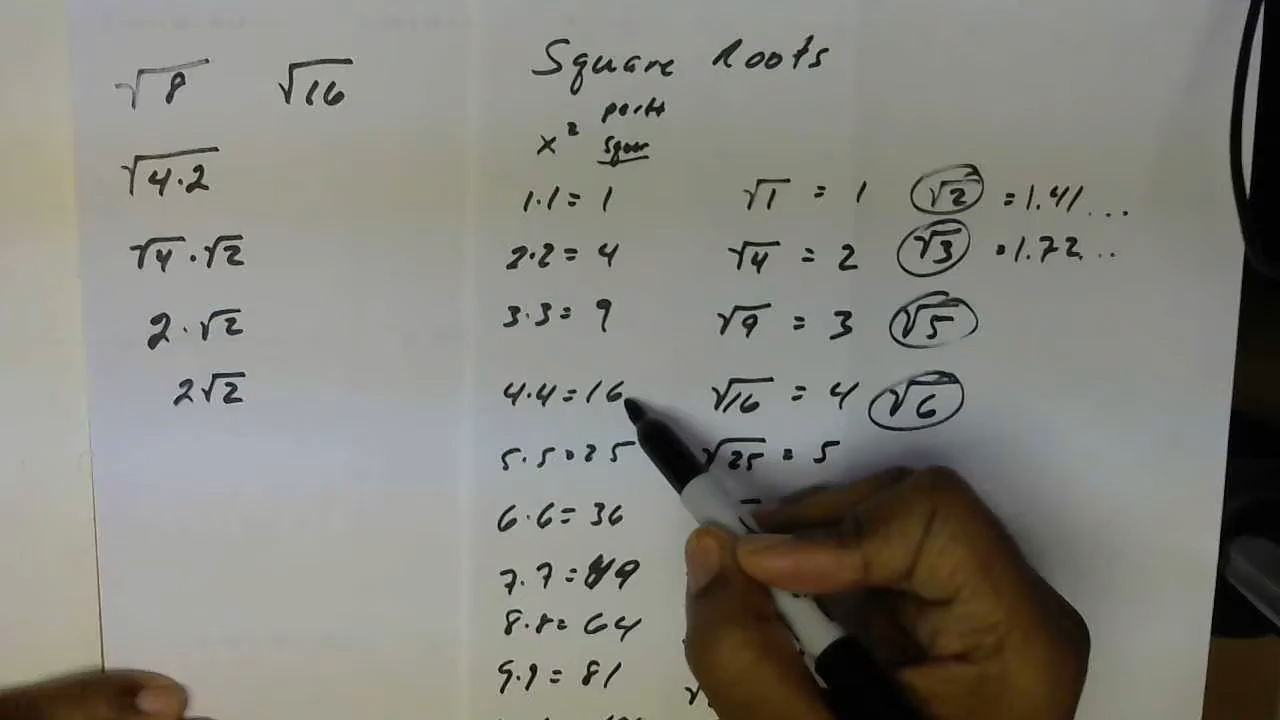 √8 √16
√4·2
√4·√2
2·√2
2√2
Square Roots
x²
1·1=1 √1 = 1 √2 =1.41...
2·2=4 √4 = 2 √3 =1.72...
3·3=9 √9 = 3 √5
4·4=16 √16 = 4 √6
5·5=25 √25 = 5
6·6=36
7·7=49
8·8=64
9·9=81